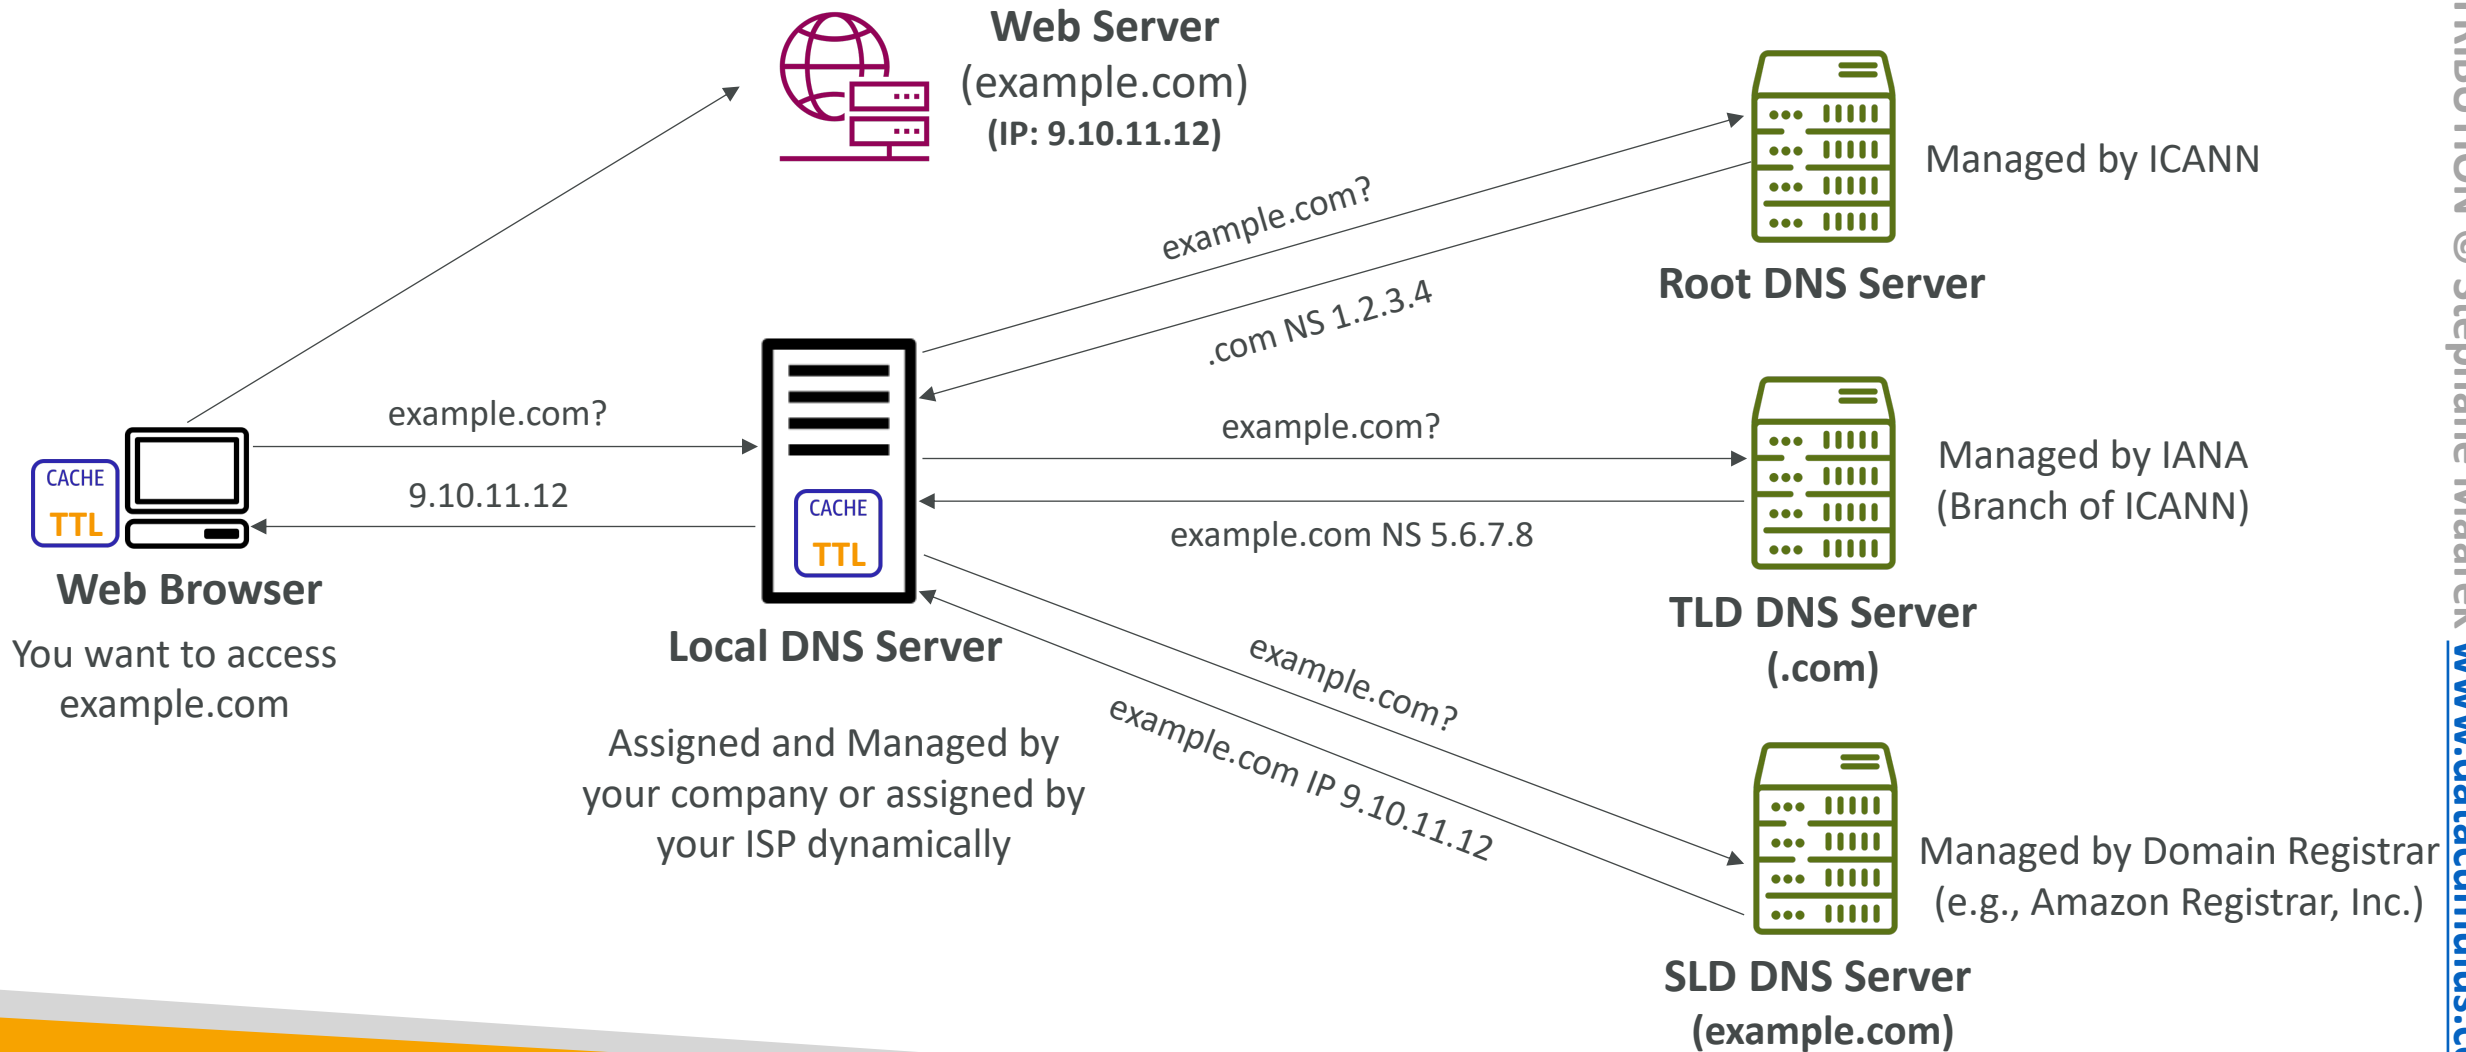 Web Server
(example.com)
(IP: 9.10.11.12)
Managed by ICANN
Root DNS Server
example.com?
.com NS 1.2.3.4
example.com?
9.10.11.12
CACHE
TTL
Web Browser
You want to access
example.com
CACHE
TTL
Local DNS Server
Assigned and Managed by
your company or assigned by
your ISP dynamically
example.com?
example.com NS 5.6.7.8
Managed by IANA
(Branch of ICANN)
TLD DNS Server
(.com)
example.com?
example.com IP 9.10.11.12
Managed by Domain Registrar
(e.g., Amazon Registrar, Inc.)
SLD DNS Server
(example.com)
© Stephane Maarek